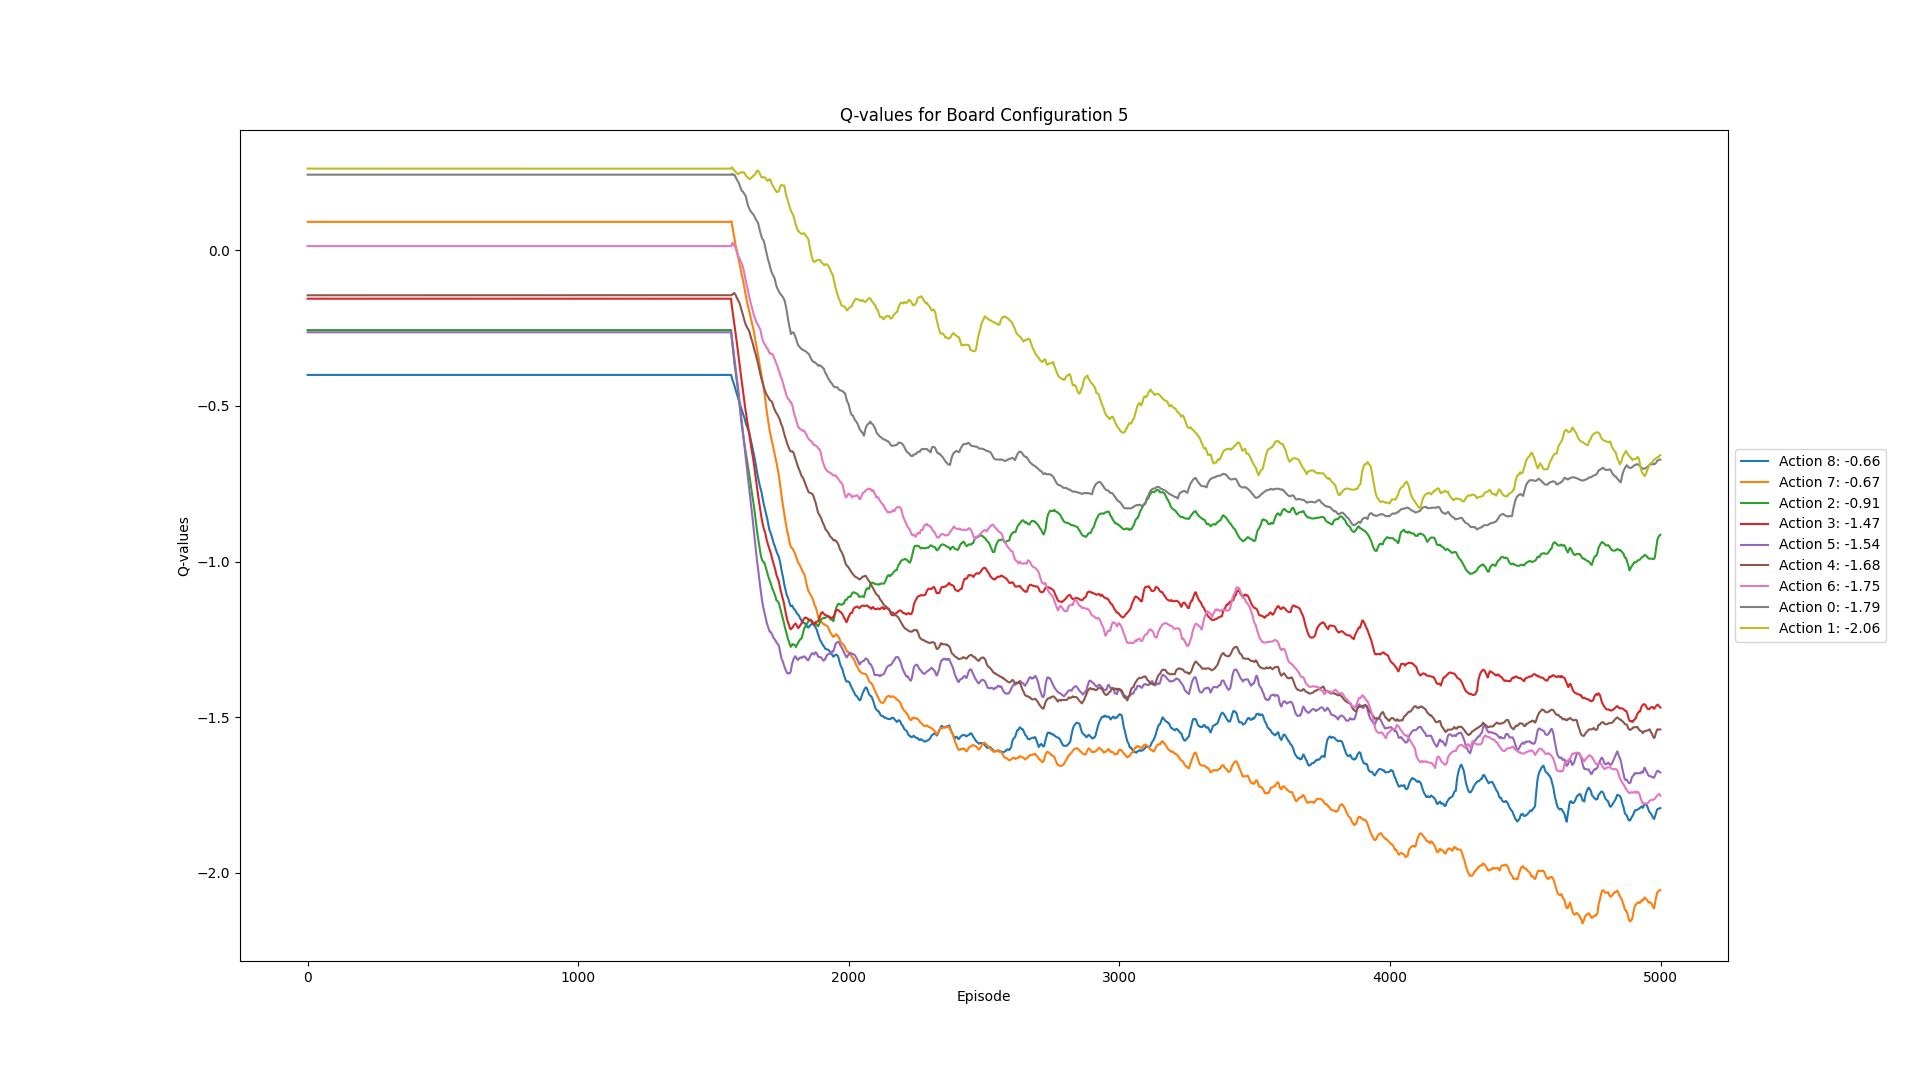 Q-values for Board Configuration 5
Q-values
0.0
−0.5
−1.0
−1.5
−2.0
0
1000
2000
3000
4000
5000
Episode
Action 8: -0.66
Action 7: -0.67
Action 2: -0.91
Action 3: -1.47
Action 5: -1.54
Action 4: -1.68
Action 6: -1.75
Action 0: -1.79
Action 1: -2.06